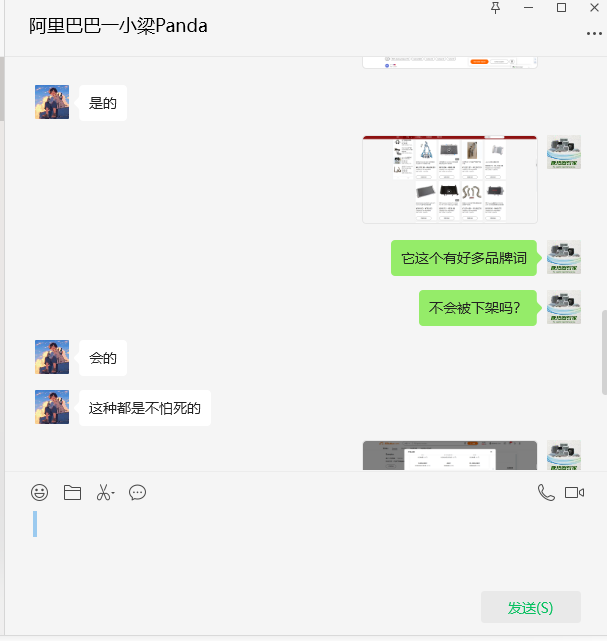 阿里巴巴一小梁Panda
是的
它这个有好多品牌词
不会被下架吗?
会的
这种都是不怕死的
发送(S)